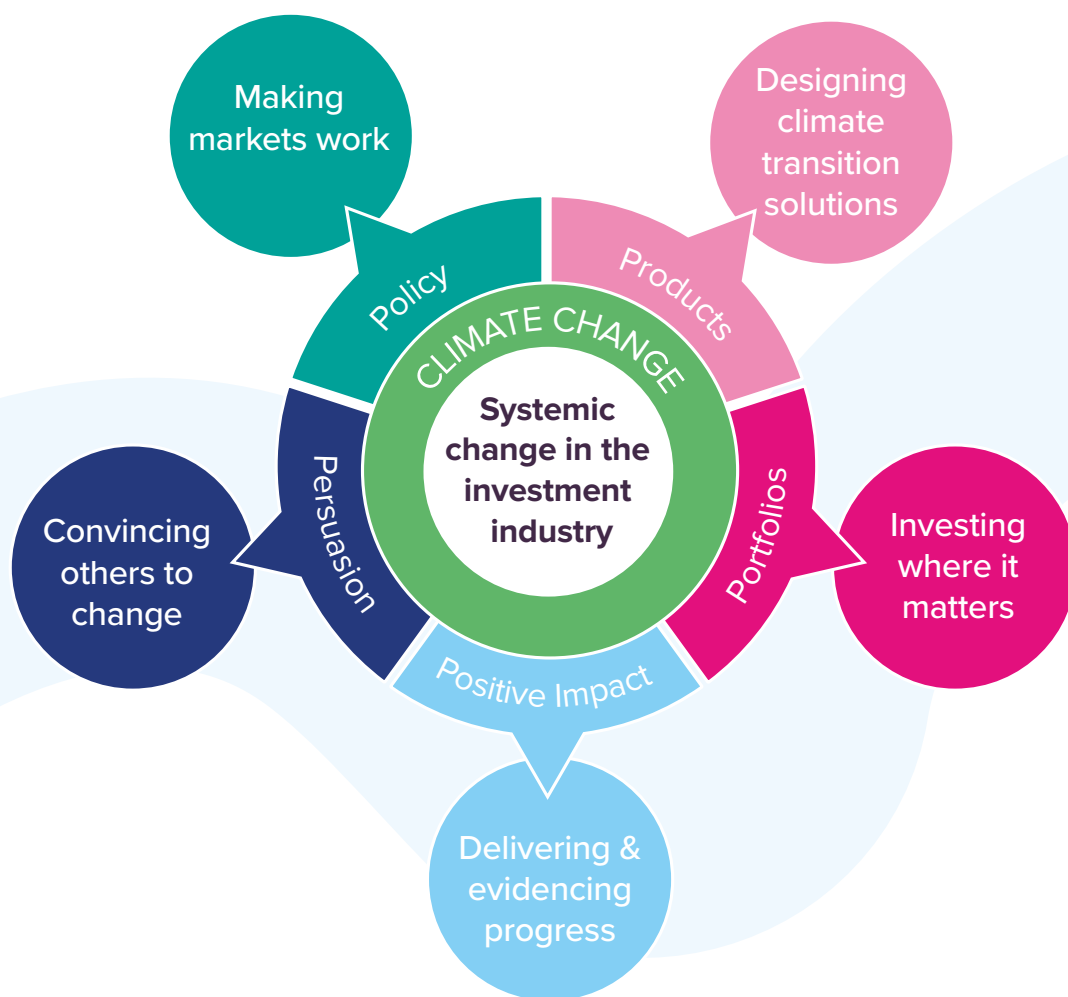 Making
markets work
Designing
climate
transition
solutions
Policy
Products
CLIMATE CHANGE
Systemic
change in the
investment
industry
Persuasion
Portfolios
Convincing
others to
change
Investing
where it
matters
Positive Impact
Delivering &
evidencing
progress